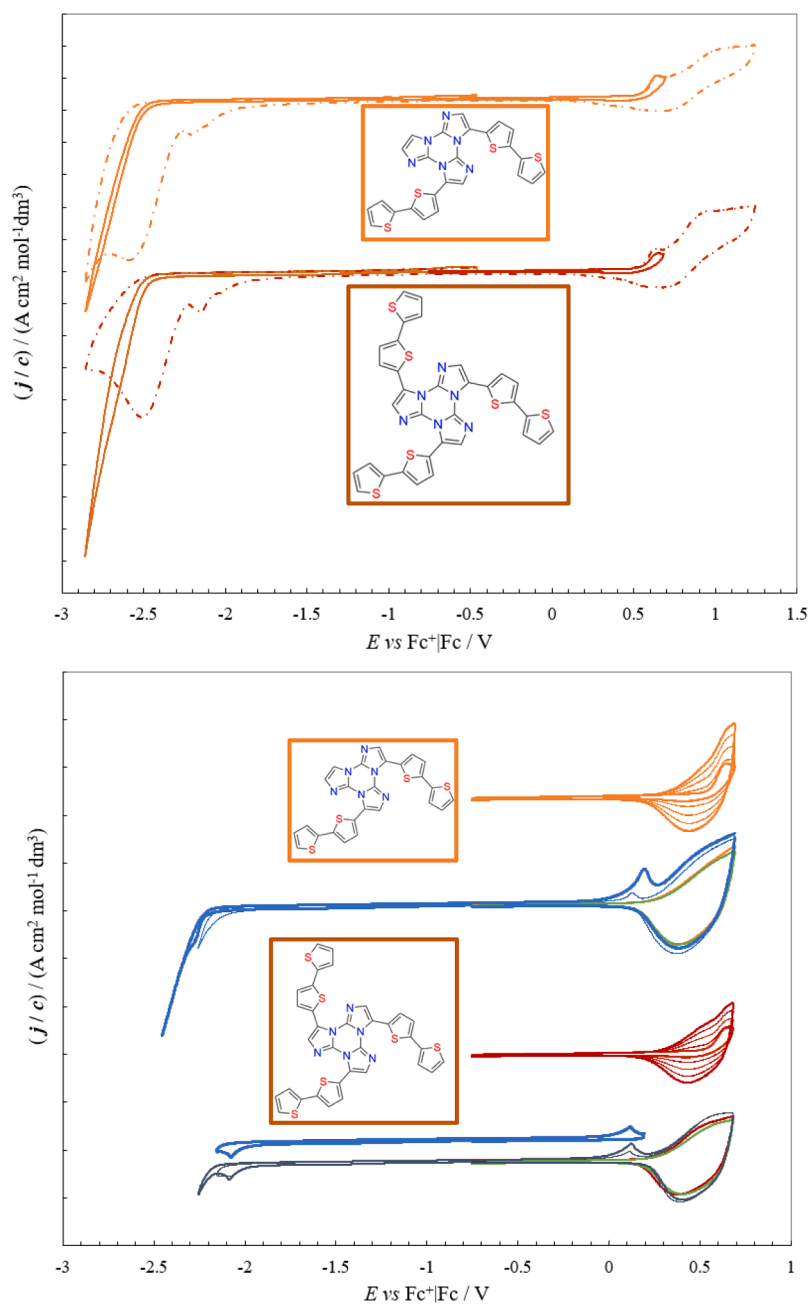 (j / c) / (A cm² mol⁻¹dm³)
N
N N
S
S
N
N N
S
S
S
S
N
N N
S
S
N
N N
S
S
-3 -2.5 -2 -1.5 -1 -0.5 0 0.5 1 1.5
E vs Fc⁺|Fc / V
(j / c) / (A cm² mol⁻¹ dm³)
N
N N
S
S
N
N N
S
S
S
S
N
N N
S
S
N
N N
S
S
-3 -2.5 -2 -1.5 -1 -0.5 0 0.5 1
E vs Fc⁺|Fc / V